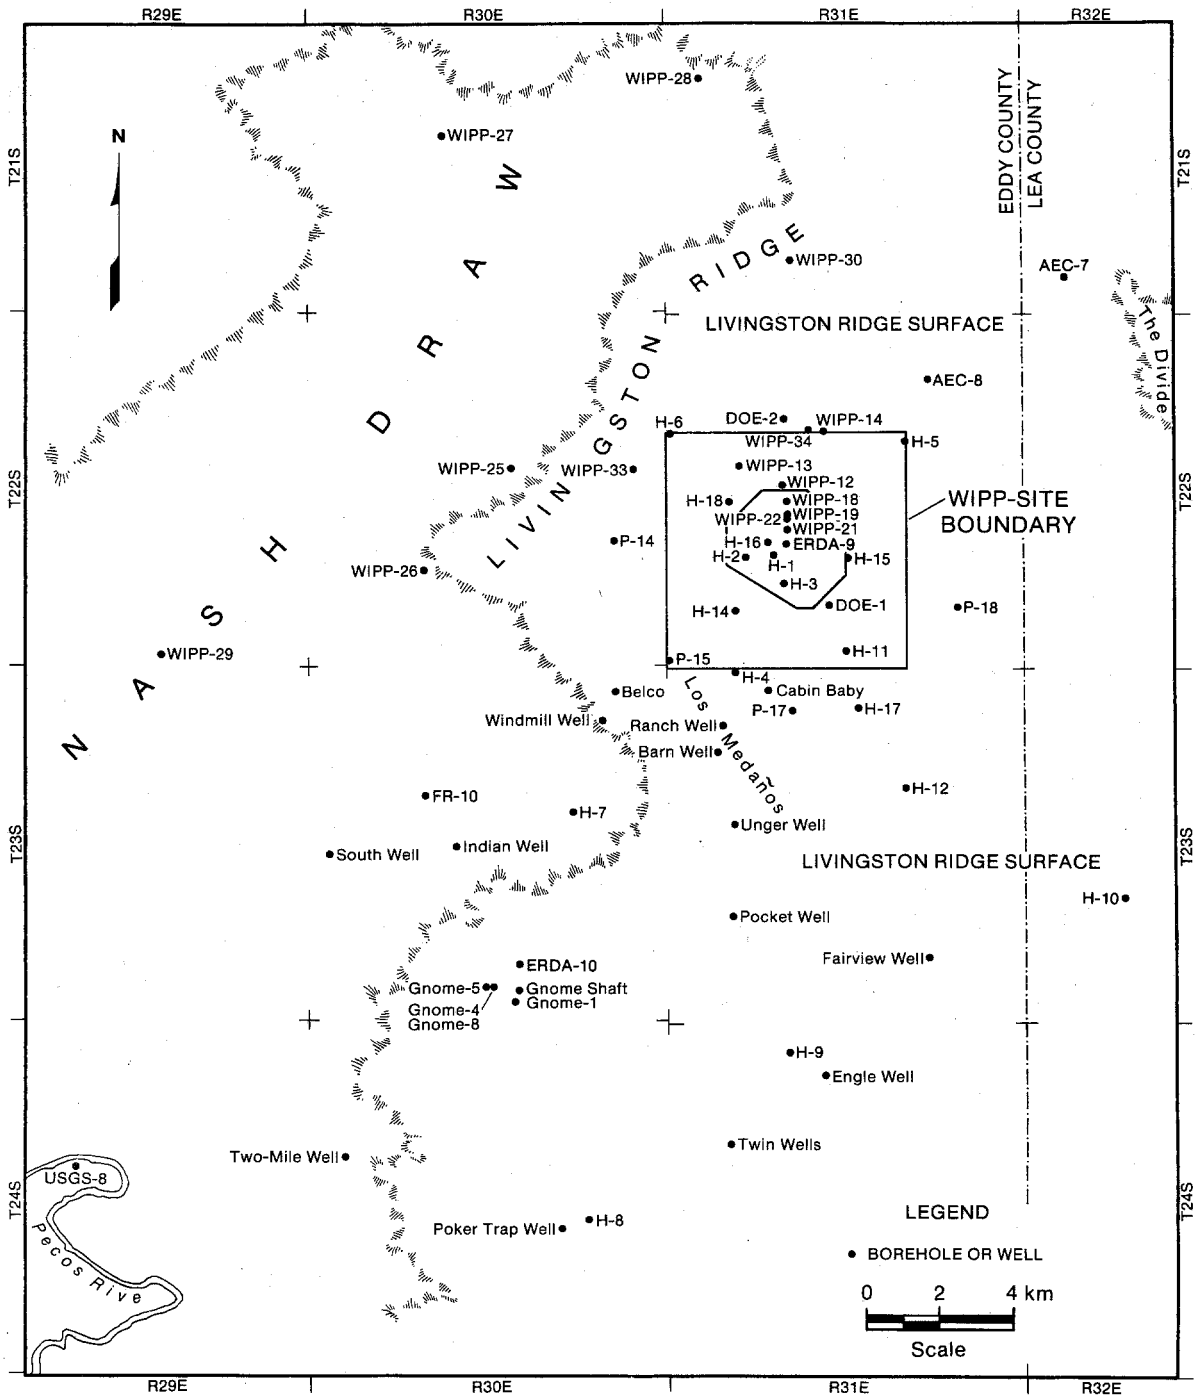 R29E
R30E
R31E
R32E
WIPP-28
N
WIPP-27
EDDY COUNTY
LEA COUNTY
T21S
T21S
NASH DRAW
LIVINGSTON RIDGE
WIPP-30
AEC-7
LIVINGSTON RIDGE SURFACE
The Divide
AEC-8
DOE-2
WIPP-14
H-6
WIPP-34
H-5
WIPP-25
WIPP-33
WIPP-13
WIPP-12
T22S
T22S
H-18
WIPP-18
WIPP-SITE
BOUNDARY
WIPP-19
WIPP-22
WIPP-21
P-14
H-16
ERDA-9
H-2
H-1
H-15
WIPP-26
H-3
H-14
DOE-1
P-18
WIPP-29
H-11
P-15
H-4
Los Medaños
Belco
Cabin Baby
P-17
H-17
Windmill Well
Ranch Well
Barn Well
H-12
FR-10
H-7
Unger Well
T23S
T23S
South Well
Indian Well
LIVINGSTON RIDGE SURFACE
H-10
Pocket Well
Fairview Well
ERDA-10
Gnome-5
Gnome Shaft
Gnome-4
Gnome-1
Gnome-8
H-9
Engle Well
Twin Wells
Two-Mile Well
USGS-8
T24S
T24S
Pecos Rive
H-8
Poker Trap Well
LEGEND
BOREHOLE OR WELL
0 2 4 km
Scale
R29E
R30E
R31E
R32E